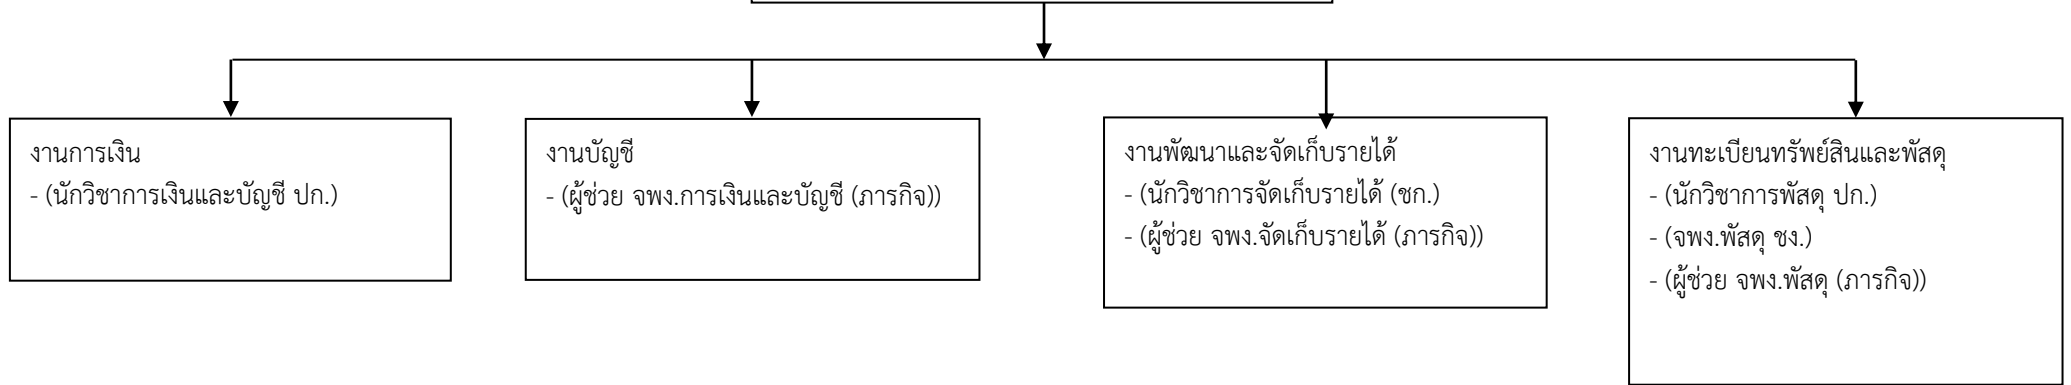 งานการเงิน
- (นักวิชาการเงินและบัญชี ปก.)
งานบัญชี
- (ผู้ช่วย จพง.การเงินและบัญชี (ภารกิจ))
งานพัฒนาและจัดเก็บรายได้
- (นักวิชาการจัดเก็บรายได้ (ชก.)
- (ผู้ช่วย จพง.จัดเก็บรายได้ (ภารกิจ))
งานทะเบียนทรัพย์สินและพัสดุ
- (นักวิชาการพัสดุ ปก.)
- (จพง.พัสดุ ชง.)
- (ผู้ช่วย จพง.พัสดุ (ภารกิจ))